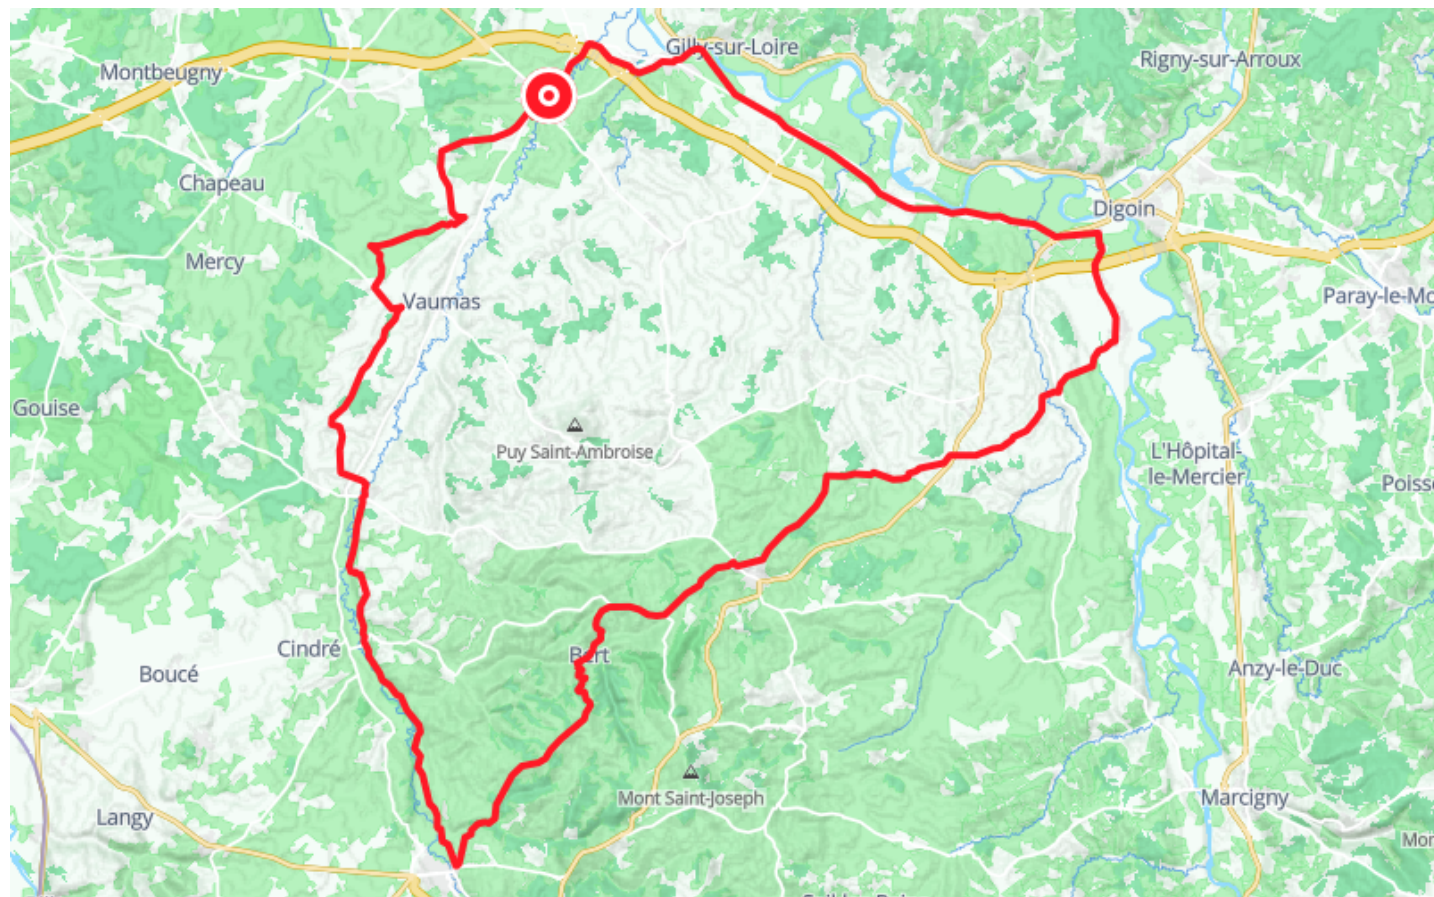 Gilly-sur-Loire
Rigny-sur-Arroux
Montbeugny
Chapeau
Digoin
Mercy
Vaumas
Paray-le-Mo
Gouise
Puy Saint-Ambroise
L'Hôpital-
le-Mercier
Poisso
Cindré
Bert
Boucé
Anzy-le-Duc
Mont Saint-Joseph
Marcigny
Langy
Mon